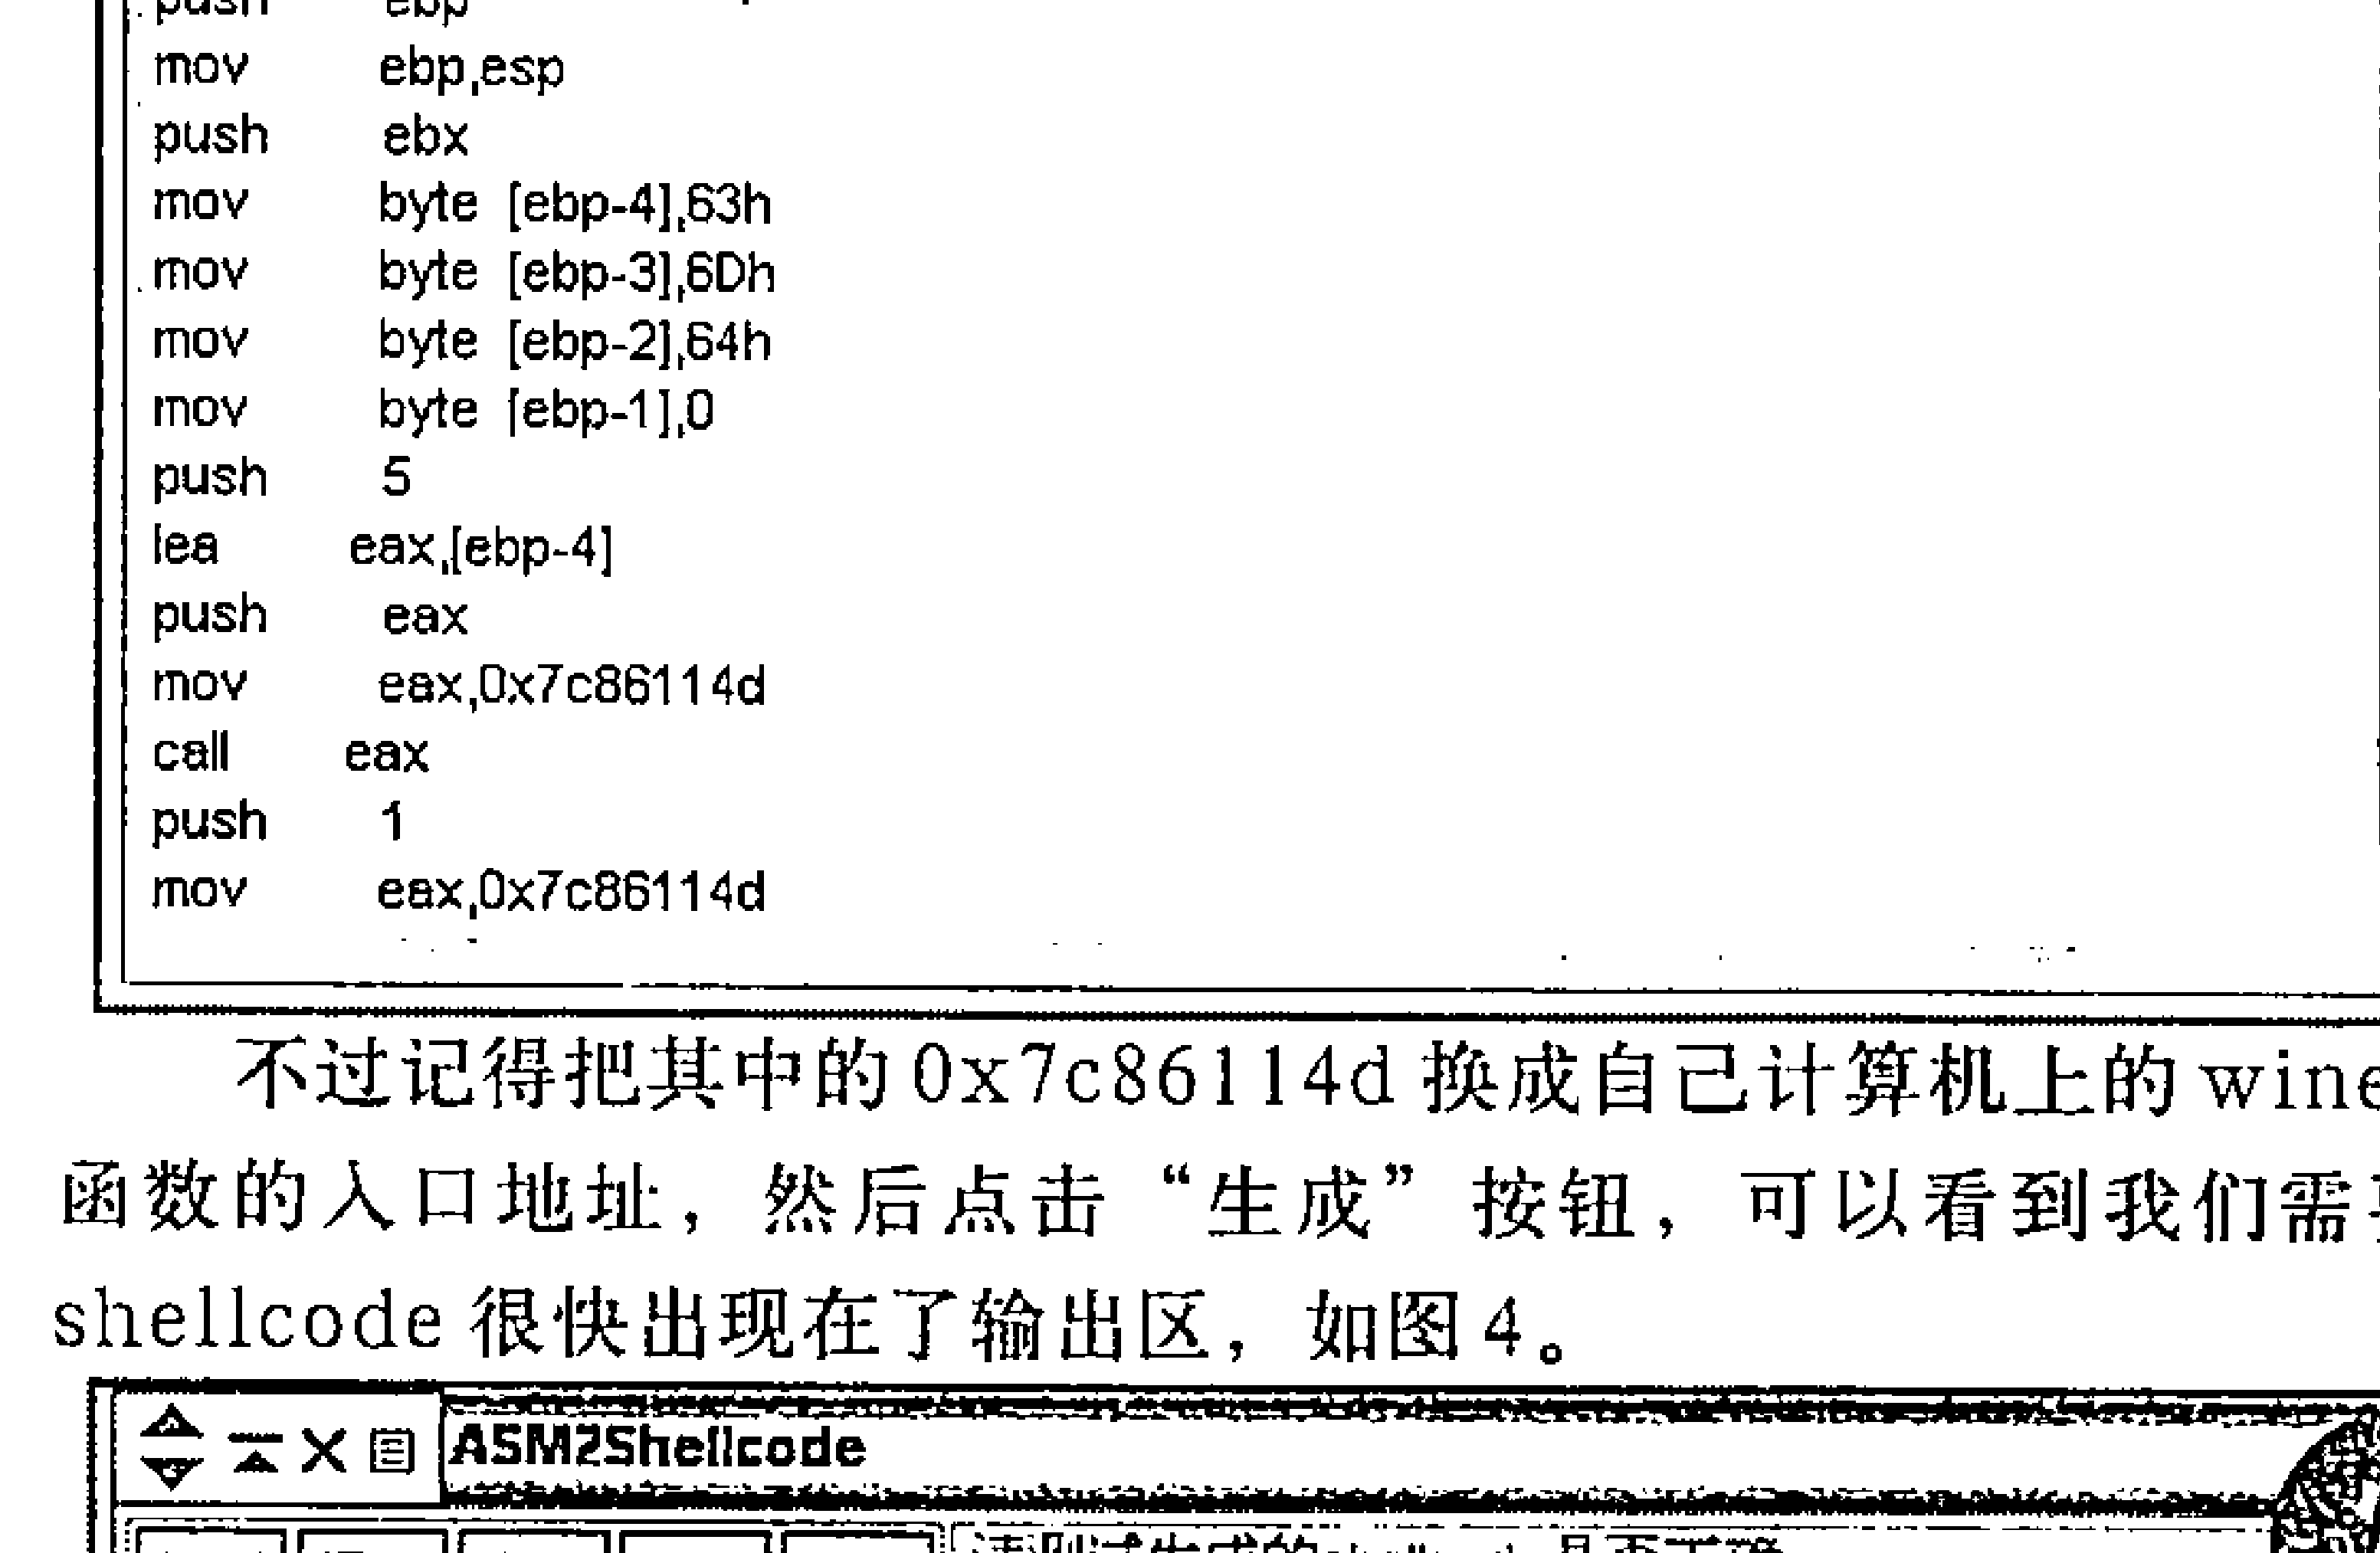 push ebp
mov ebp,esp
push ebx
mov byte [ebp-4],63h
mov byte [ebp-3],6Dh
mov byte [ebp-2],64h
mov byte [ebp-1],0
push 5
lea eax,[ebp-4]
push eax
mov eax,0x7c86114d
call eax
push 1
mov eax,0x7c86114d
不过记得把其中的0x7c86114d换成自己计算机上的wine
函数的入口地址，然后点击“生成”按钮，可以看到我们需
shellcode很快出现在了输出区，如图4。
ASM2Shellcode